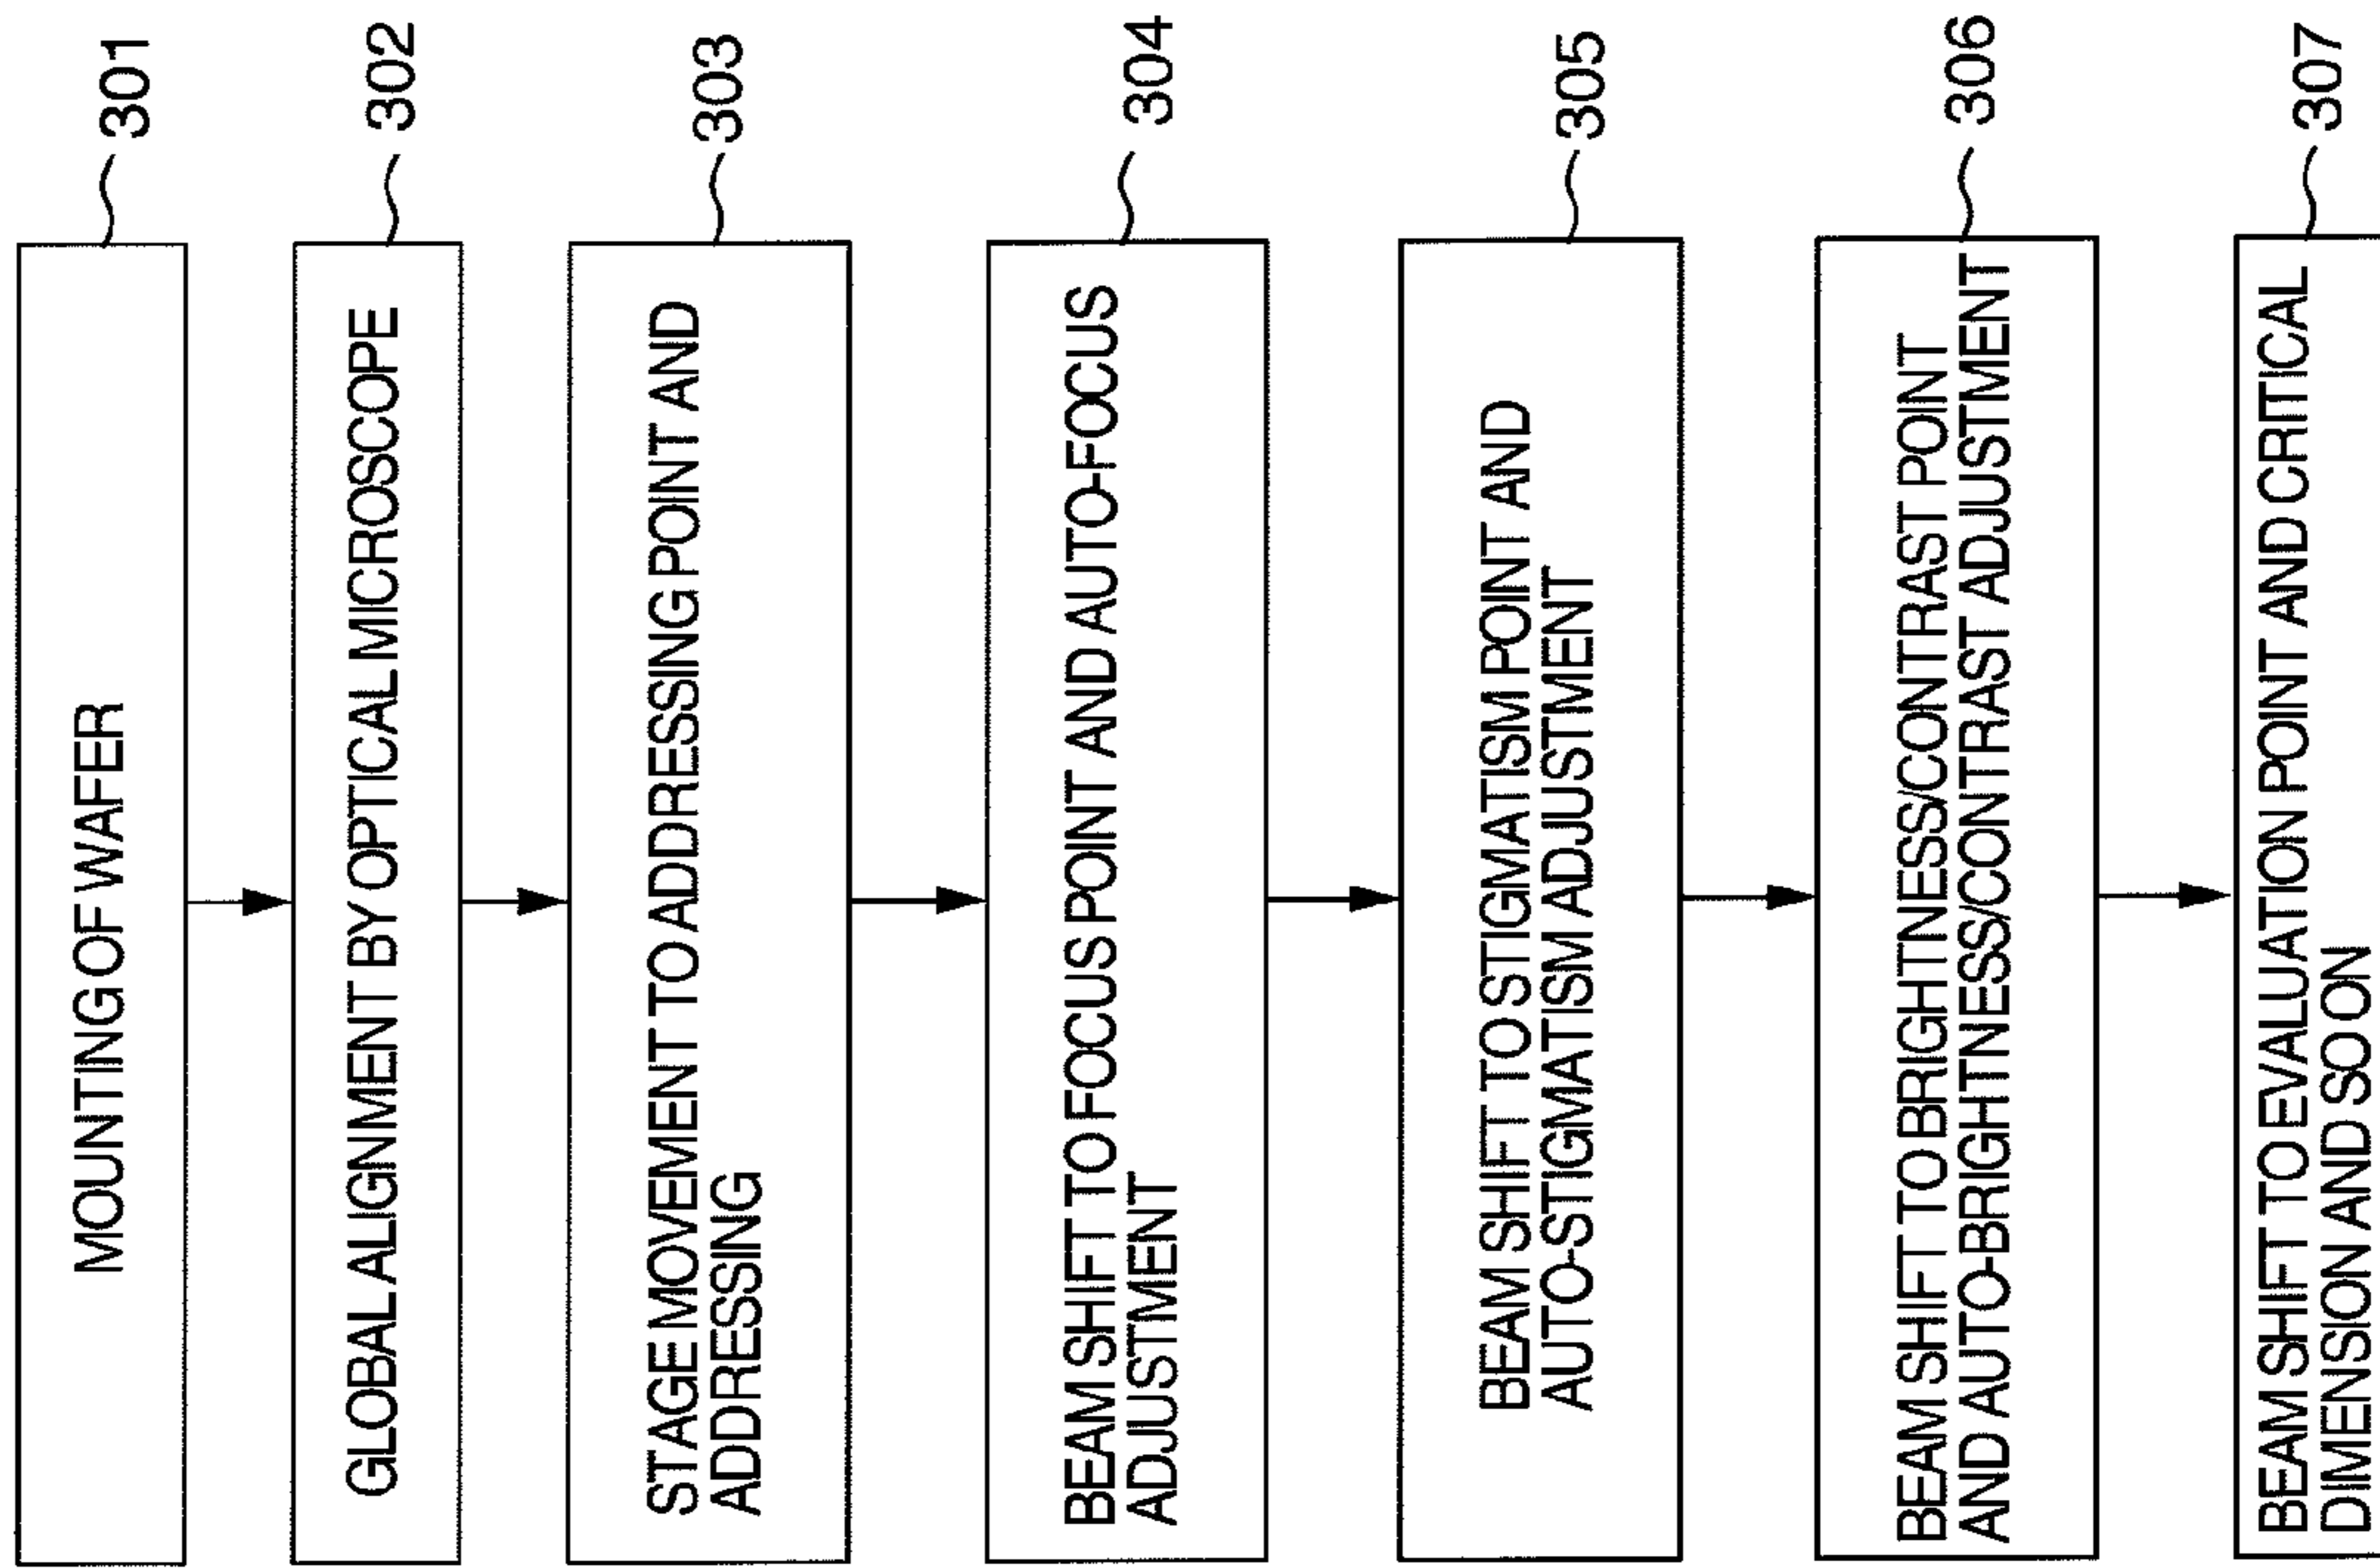 MOUNTING OF WAFER
301
GLOBAL ALIGNMENT BY OPTICAL MICROSCOPE
302
STAGE MOVEMENT TO ADDRESSING POINT AND
ADDRESSING
303
BEAM SHIFT TO FOCUS POINT AND AUTO-FOCUS
ADJUSTMENT
304
BEAM SHIFT TO STIGMATISM POINT AND
AUTO-STIGMATISM ADJUSTMENT
305
BEAM SHIFT TO BRIGHTNESS/CONTRAST POINT
AND AUTO-BRIGHTNESS/CONTRAST ADJUSTMENT
306
BEAM SHIFT TO EVALUATION POINT AND CRITICAL
DIMENSION AND SO ON
307